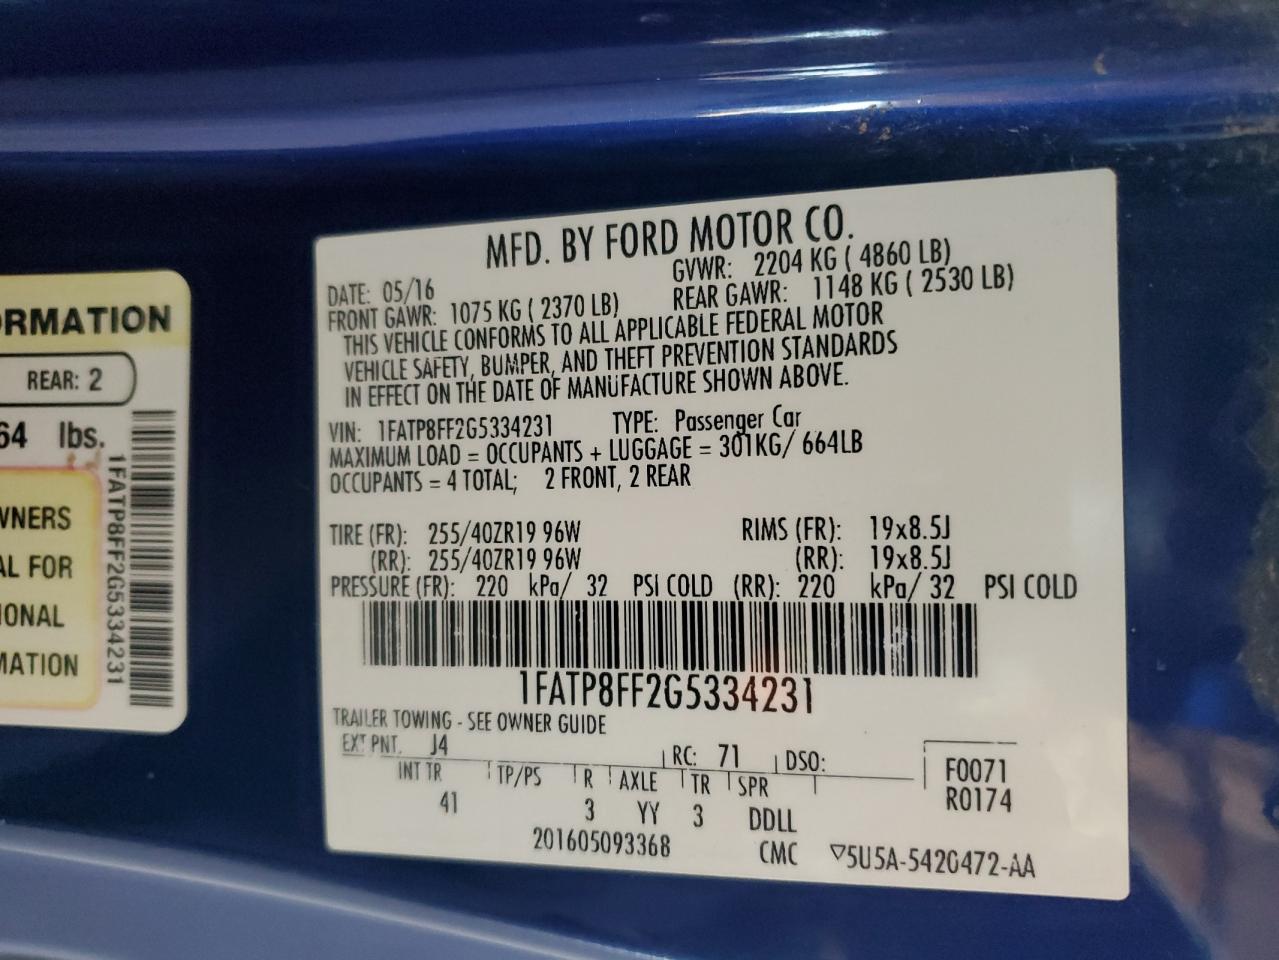 RMATION
REAR: 2
64 lbs.
WNERS
AL FOR
IONAL
MATION
1FATP8FF2G5334231
MFD. BY FORD MOTOR CO.
DATE: 05/16 GVWR: 2204 KG ( 4860 LB)
FRONT GAWR: 1075 KG ( 2370 LB) REAR GAWR: 1148 KG ( 2530 LB)
THIS VEHICLE CONFORMS TO ALL APPLICABLE FEDERAL MOTOR
VEHICLE SAFETY, BUMPER, AND THEFT PREVENTION STANDARDS
IN EFFECT ON THE DATE OF MANUFACTURE SHOWN ABOVE.
VIN: 1FATP8FF2G5334231 TYPE: Passenger Car
MAXIMUM LOAD = OCCUPANTS + LUGGAGE = 301KG/ 664LB
OCCUPANTS = 4 TOTAL; 2 FRONT, 2 REAR
TIRE (FR): 255/40ZR19 96W RIMS (FR): 19x8.5J
(RR): 255/40ZR19 96W (RR): 19x8.5J
PRESSURE (FR): 220 kPa/ 32 PSI COLD (RR): 220 kPa/ 32 PSI COLD
1FATP8FF2G5334231
TRAILER TOWING - SEE OWNER GUIDE
EXT PNT. J4 RC: 71 DSO: F0071
INT TR TP/PS R AXLE TR SPR R0174
41 3 YY 3 DDLL
201605093368 CMC ▽5U5A-5420472-AA